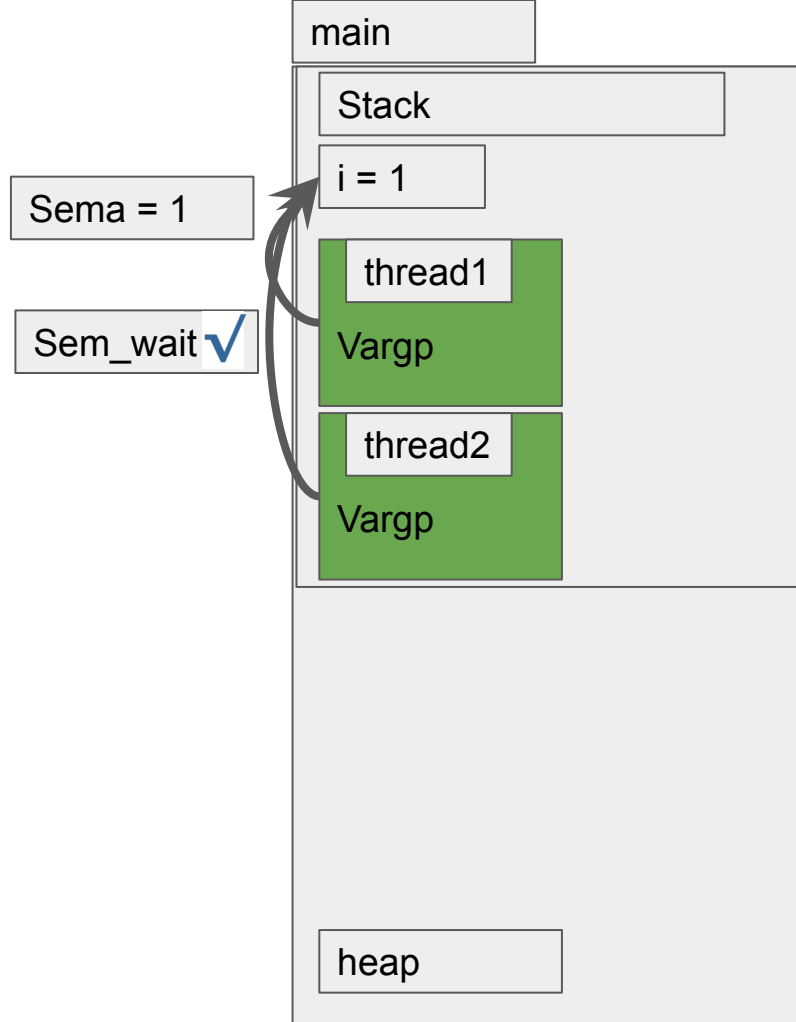 main
Stack
i = 1
Sema = 1
thread1
Sem_wait √
Vargp
thread2
Vargp
heap